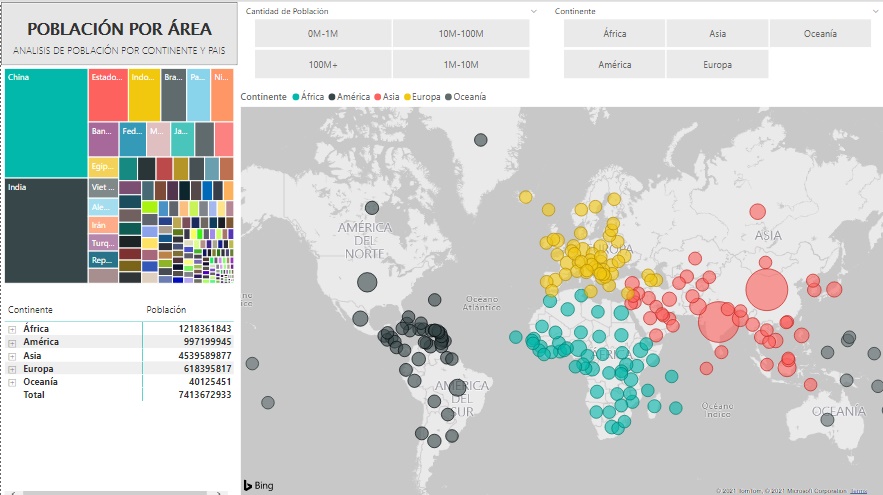 POBLACIÓN POR ÁREA
ANALISIS DE POBLACIÓN POR CONTINENTE Y PAIS
Cantidad de Población
0M-1M
10M-100M
100M+
1M-10M
Continente
África
Asia
Oceanía
América
Europa
China
Estado...
Indo...
Bra...
Pa...
Ni...
Ban...
Fed...
M...
Ja...
Egip...
India
Viet ...
Ale...
Irán
Turq...
Rep...
Continente África América Asia Europa Oceanía
AMÉRICA
DEL
NORTE
Océano
Atlántico
ASIA
AMÉRICA
DEL
SUR
Océano
Índico
OCEANÍA
Bing
© 2021 TomTom, © 2021 Microsoft Corporation Terms
Continente Población
África 1218361843
América 997199945
Asia 4539589877
Europa 618395817
Oceanía 40125451
Total 7413672933